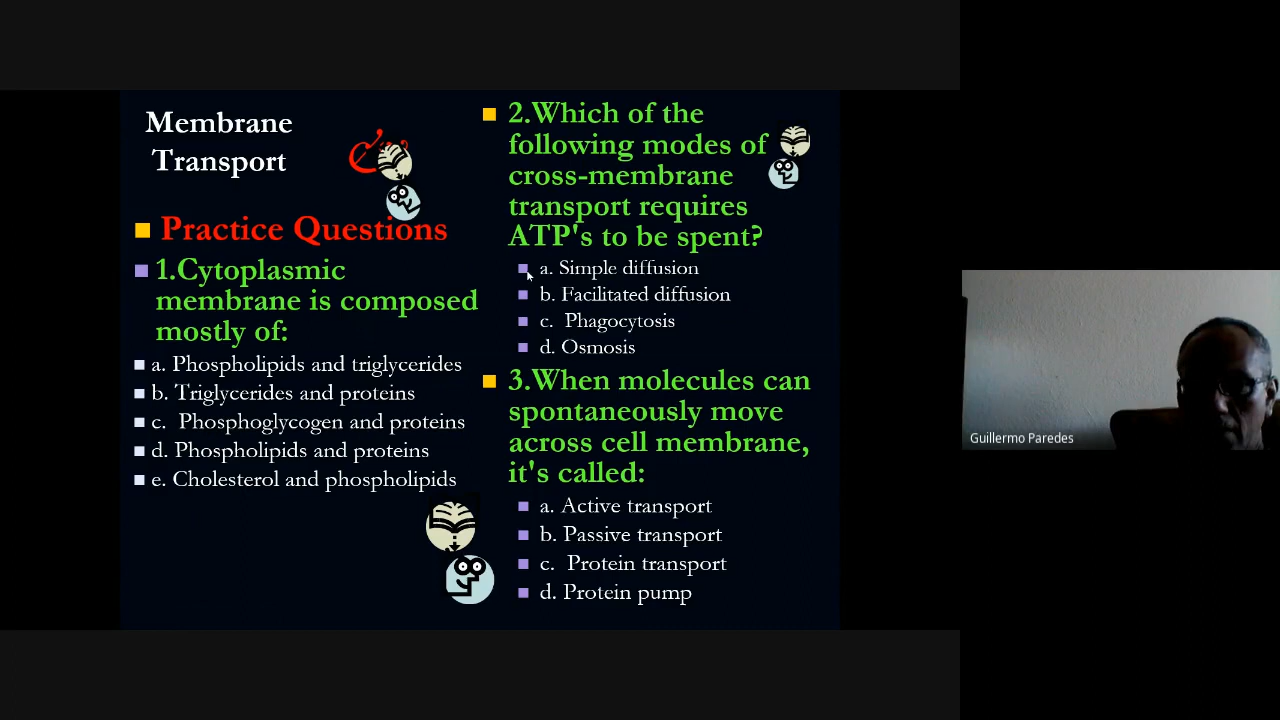 Membrane
Transport
Practice Questions
1.Cytoplasmic
membrane is composed
mostly of:
a. Phospholipids and triglycerides
b. Triglycerides and proteins
c. Phosphoglycogen and proteins
d. Phospholipids and proteins
e. Cholesterol and phospholipids
2.Which of the
following modes of
cross-membrane
transport requires
ATP's to be spent?
a. Simple diffusion
b. Facilitated diffusion
c. Phagocytosis
d. Osmosis
3.When molecules can
spontaneously move
across cell membrane,
it's called:
a. Active transport
b. Passive transport
c. Protein transport
d. Protein pump
Guillermo Paredes